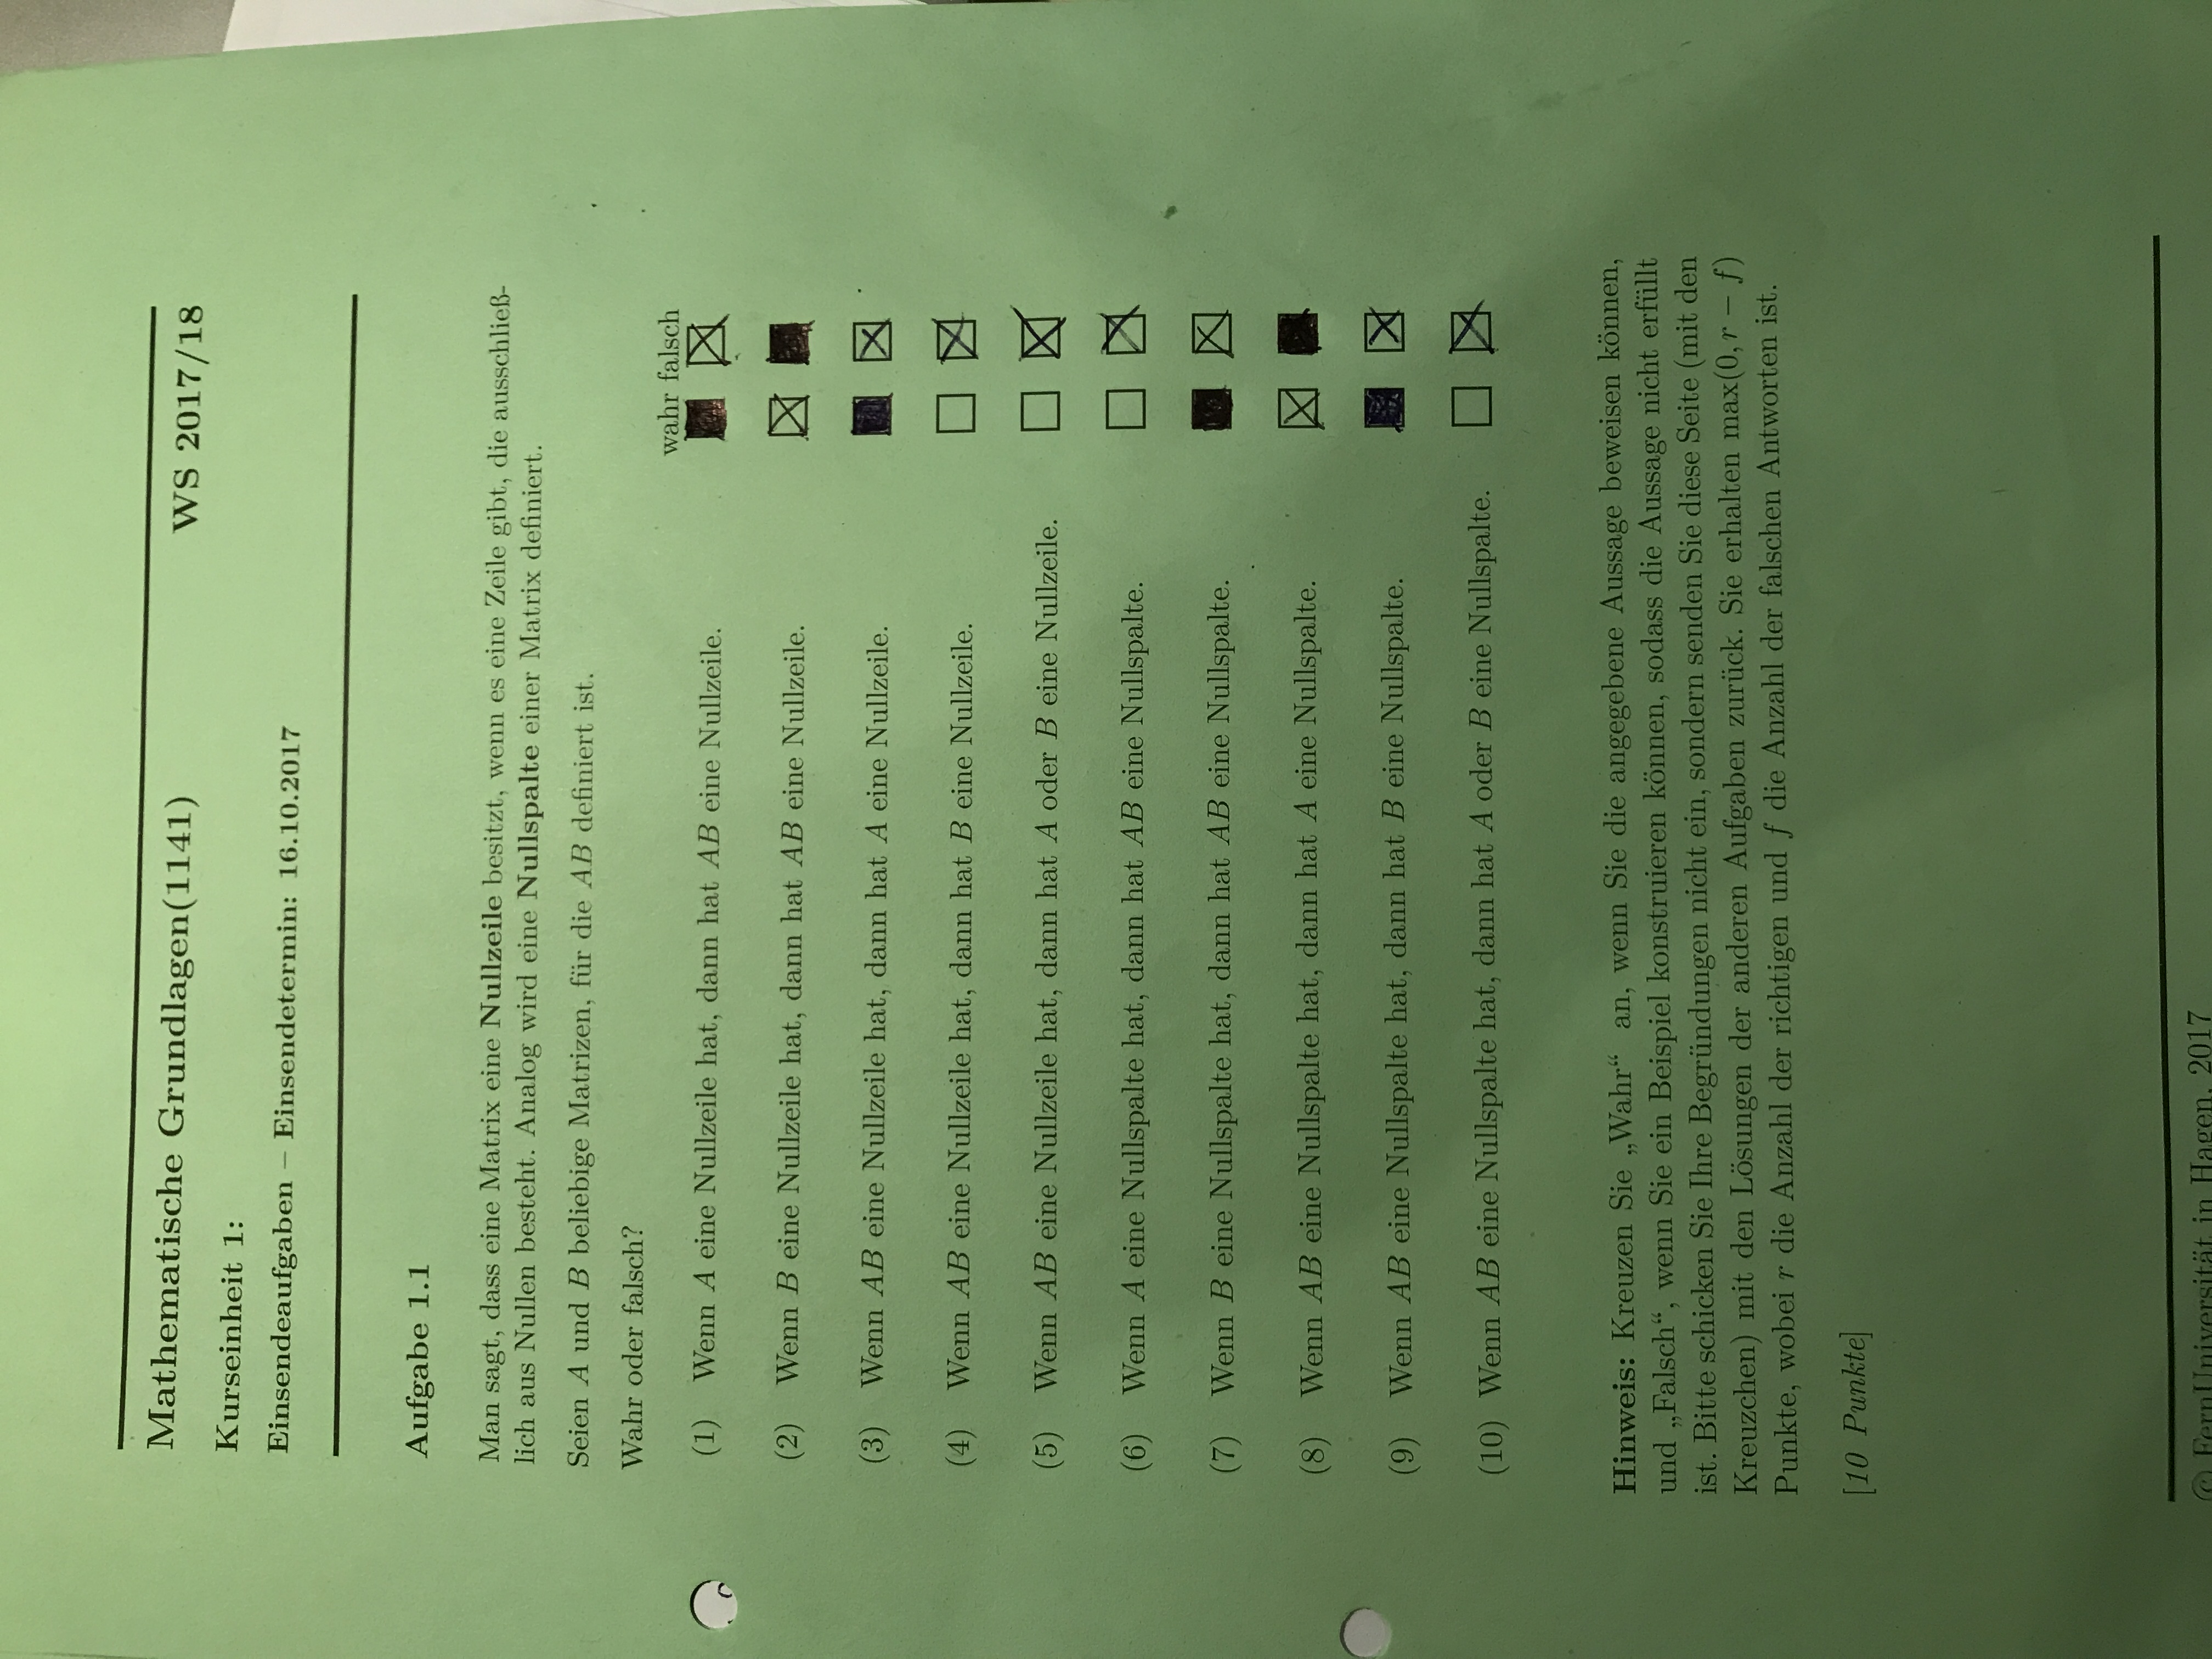 Mathematische Grundlagen(1141) WS 2017/18
Kurseinheit 1:
Einsendeaufgaben – Einsendetermin: 16.10.2017
Aufgabe 1.1
Man sagt, dass eine Matrix eine Nullzeile besitzt, wenn es eine Zeile gibt, die ausschließ-
lich aus Nullen besteht. Analog wird eine Nullspalte einer Matrix definiert.
Seien A und B beliebige Matrizen, für die AB definiert ist.
Wahr oder falsch?
wahr falsch
(1) Wenn A eine Nullzeile hat, dann hat AB eine Nullzeile.
(2) Wenn B eine Nullzeile hat, dann hat AB eine Nullzeile.
(3) Wenn AB eine Nullzeile hat, dann hat A eine Nullzeile.
(4) Wenn AB eine Nullzeile hat, dann hat B eine Nullzeile.
(5) Wenn AB eine Nullzeile hat, dann hat A oder B eine Nullzeile.
(6) Wenn A eine Nullspalte hat, dann hat AB eine Nullspalte.
(7) Wenn B eine Nullspalte hat, dann hat AB eine Nullspalte.
(8) Wenn AB eine Nullspalte hat, dann hat A eine Nullspalte.
(9) Wenn AB eine Nullspalte hat, dann hat B eine Nullspalte.
(10) Wenn AB eine Nullspalte hat, dann hat A oder B eine Nullspalte.
Hinweis: Kreuzen Sie „Wahr“ an, wenn Sie die angegebene Aussage beweisen können,
und „Falsch“, wenn Sie ein Beispiel konstruieren können, sodass die Aussage nicht erfüllt
ist. Bitte schicken Sie Ihre Begründungen nicht ein, sondern senden Sie diese Seite (mit den
Kreuzchen) mit den Lösungen der anderen Aufgaben zurück. Sie erhalten max(0, r − f)
Punkte, wobei r die Anzahl der richtigen und f die Anzahl der falschen Antworten ist.
[10 Punkte]
© FernUniversität in Hagen, 2017